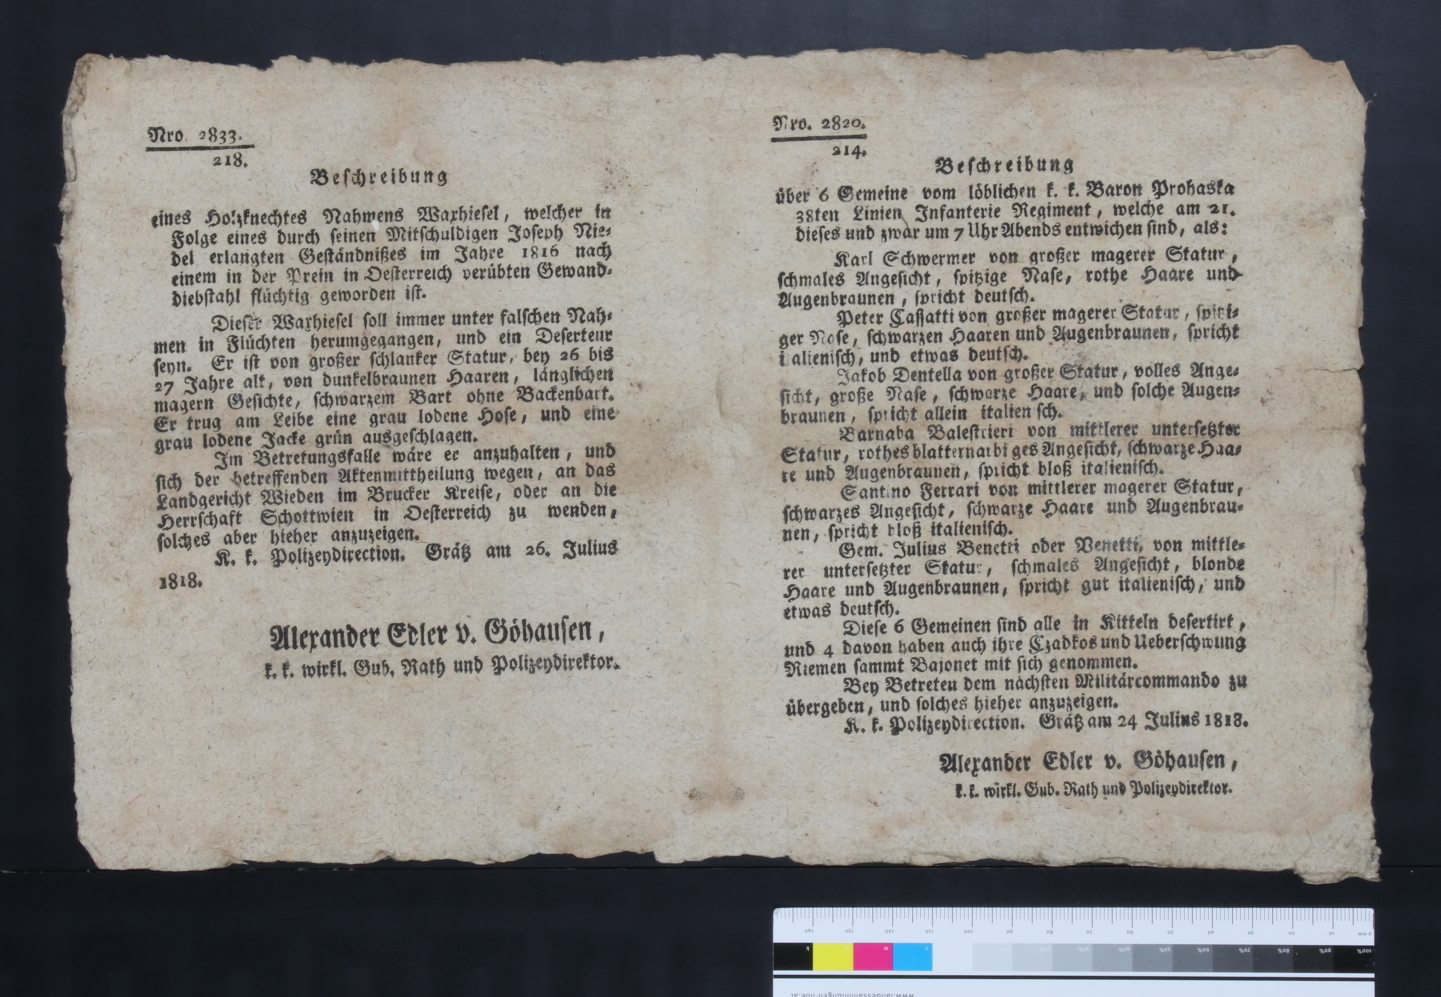 Nro. 2833.
218.
Beschreibung
eines Holzknechtes Nahmens Waxhiesel, welcher in
Folge eines durch seinen Mitschuldigen Joseph Nie-
del erlangten Geständnißes im Jahre 1816 nach
einem in der Prein in Oesterreich verübten Gewand-
diebstahl flüchtig geworden ist.
Dieser Waxhiesel soll immer unter falschen Nah-
men in Flüchten herumgegangen, und ein Deserteur
seyn. Er ist von großer schlanker Statur, bey 26 bis
27 Jahre alt, von dunkelbraunen Haaren, länglichen
magern Gesichte, schwarzem Bart ohne Backenbart.
Er trug am Leibe eine grau lodene Hose, und eine
grau lodene Jacke grün ausgeschlagen.
Im Betretungsfalle wäre er anzuhalten, und
sich der betreffenden Aktenmittheilung wegen, an das
Landgericht Wieden im Brucker Kreise, oder an die
Herrschaft Schottwien in Oesterreich zu wenden,
solches aber hieher anzuzeigen.
K. k. Polizeydirection. Grätz am 26. Julius
1818.
Alexander Edler v. Göhausen,
k. k. wirkl. Gub. Rath und Polizeydirektor.
Nro. 2820.
214.
Beschreibung
über 6 Gemeine vom löblichen k. k. Baron Prohaska
38ten Linien Infanterie Regiment, welche am 21.
dieses und zwar um 7 Uhr Abends entwichen sind, als:
Karl Schwermer von großer magerer Statur,
schmales Angesicht, spitzige Nase, rothe Haare und
Augenbraunen, spricht deutsch.
Peter Cassatti von großer magerer Statur, spitzi-
ger Nase, schwarzen Haaren und Augenbraunen, spricht
italienisch, und etwas deutsch.
Jakob Dentella von großer Statur, volles Ange-
sicht, große Nase, schwarze Haare, und solche Augen-
braunen, spricht allein italienisch.
Barnaba Balestrieri von mittlerer untersetzter
Statur, rothes blatternarbiges Angesicht, schwarze Haa-
re und Augenbraunen, spricht bloß italienisch.
Santino Ferrari von mittlerer magerer Statur,
schwarzes Angesicht, schwarze Haare und Augenbrau-
nen, spricht bloß italienisch.
Gem. Julius Benetti oder Venetti, von mittle-
rer untersetzter Statur, schmales Angesicht, blonde
Haare und Augenbraunen, spricht gut italienisch, und
etwas deutsch.
Diese 6 Gemeinen sind alle in Kitteln desertirt,
und 4 davon haben auch ihre Czadkos und Ueberschwung
Riemen sammt Bajonet mit sich genommen.
Bey Betreten dem nächsten Militärcommando zu
übergeben, und solches hieher anzuzeigen.
K. k. Polizeydirection. Grätz am 24 Julius 1818.
Alexander Edler v. Göhausen,
k. k. wirkl. Gub. Rath und Polizeydirektor.
www.landessammlungen-noe.at